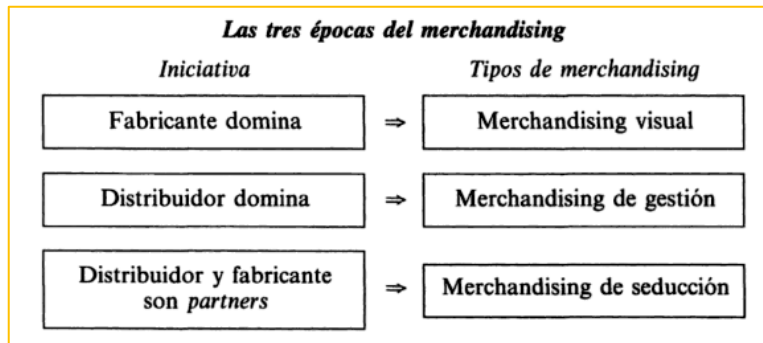 Las tres épocas del merchandising
Iniciativa Tipos de merchandising
Fabricante domina ⇒ Merchandising visual
Distribuidor domina ⇒ Merchandising de gestión
Distribuidor y fabricante
son partners ⇒ Merchandising de seducción